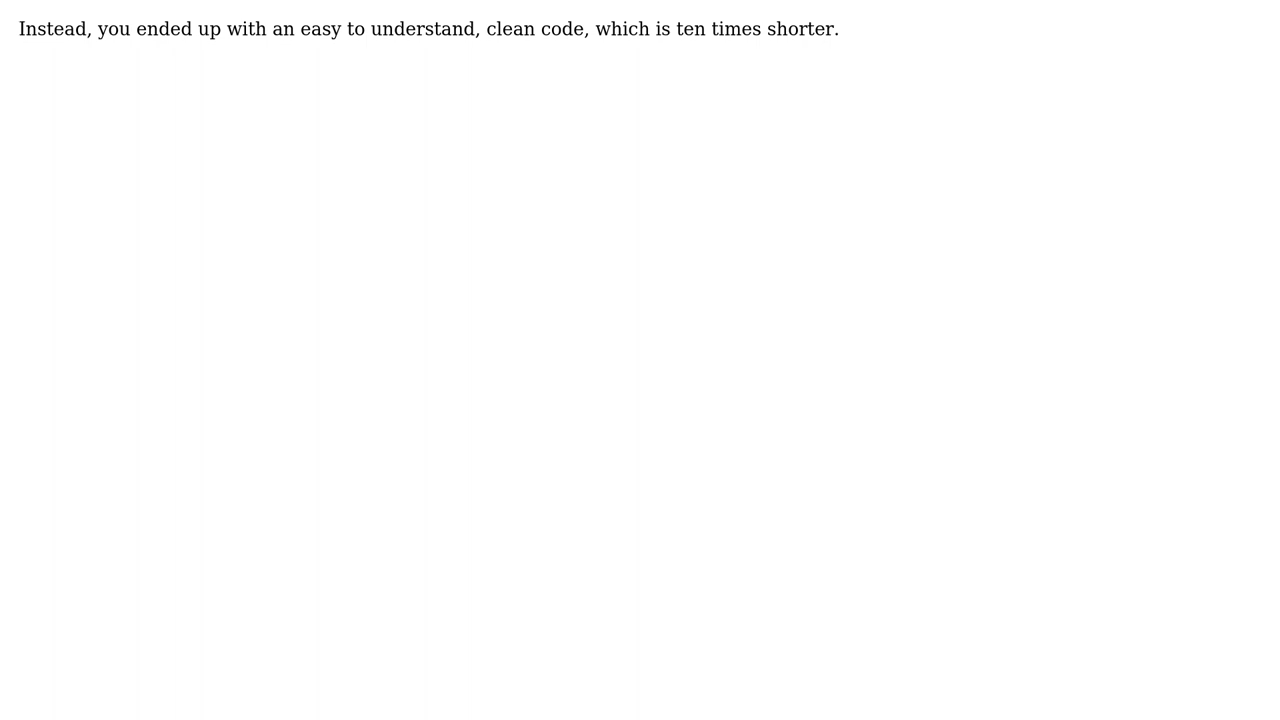 Instead, you ended up with an easy to understand, clean code, which is ten times shorter.